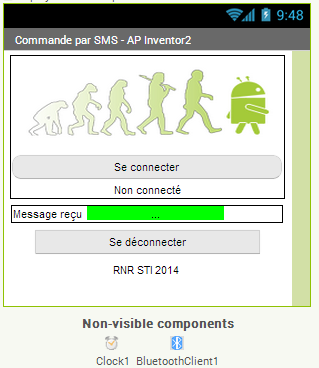 9:48
Commande par SMS - AP Inventor2
Se connecter
Non connecté
Message reçu ...
Se déconnecter
RNR STI 2014
Non-visible components
Clock1 BluetoothClient1